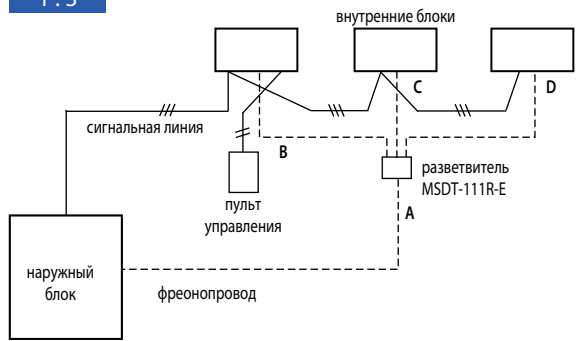 1 : 3
внутренние блоки
C
D
сигнальная линия
B
разветвитель
MSDT-111R-E
пульт
управления
A
наружный
блок
фреонопровод